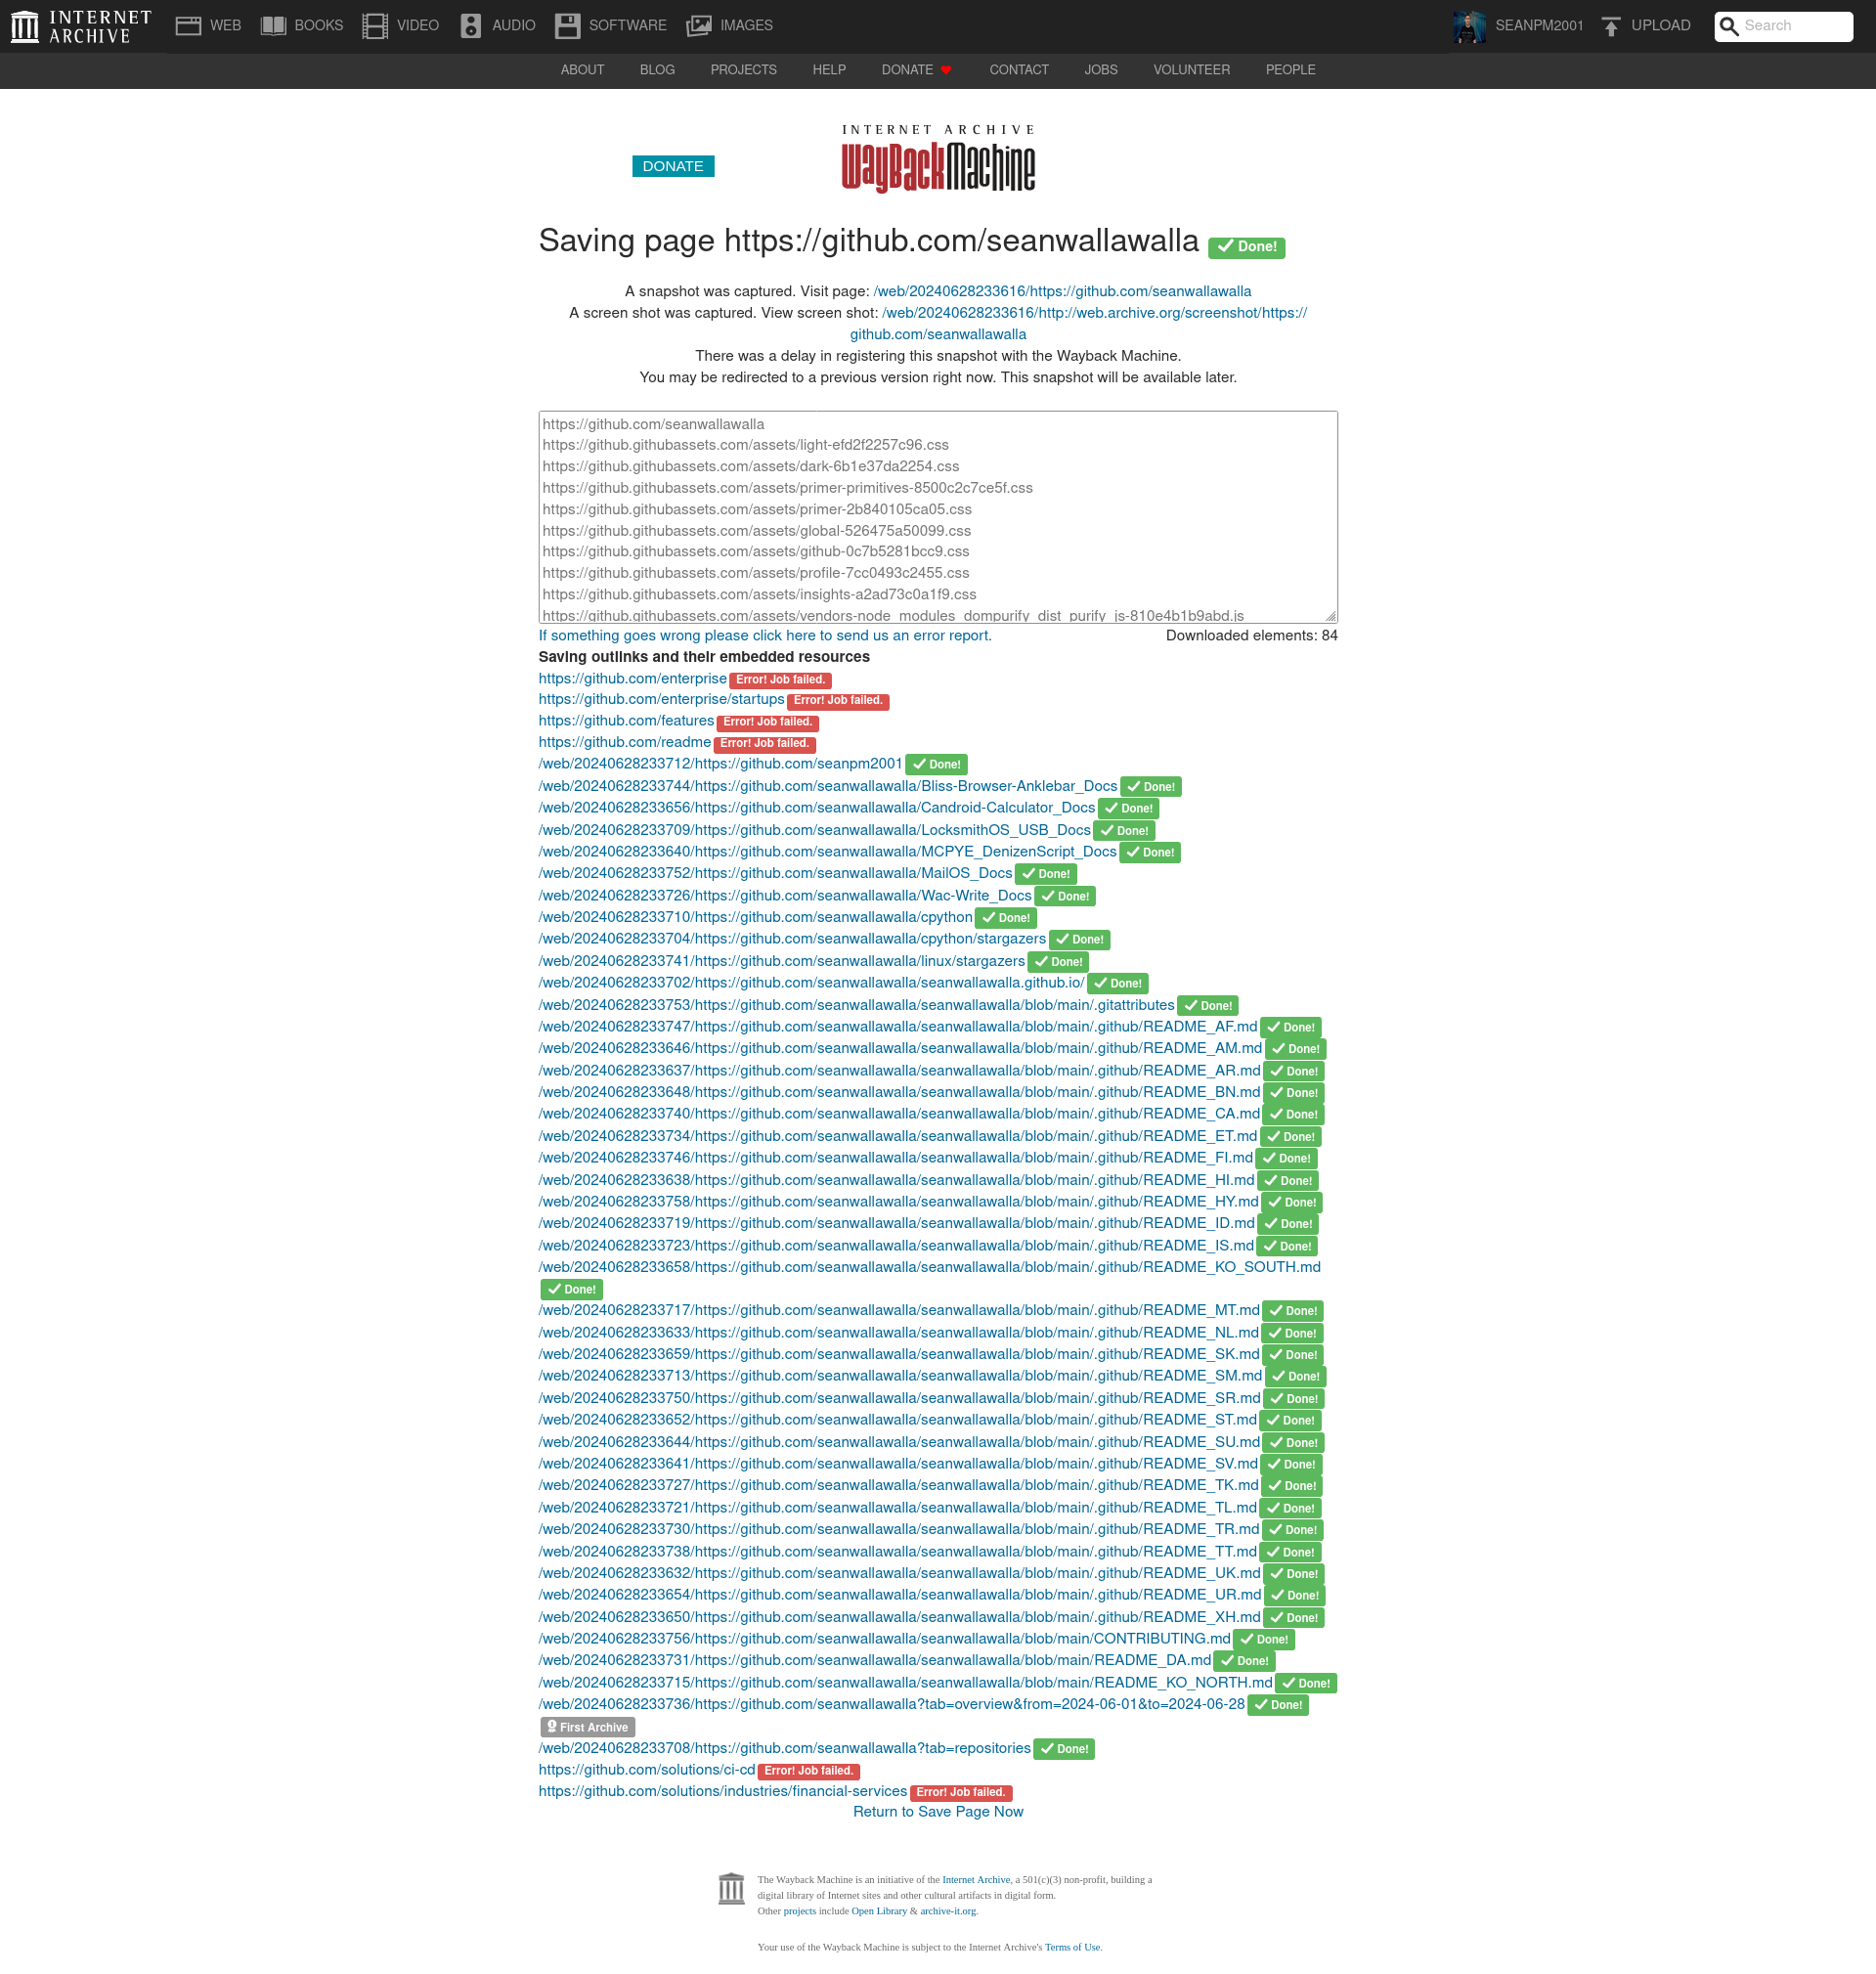 INTERNET ARCHIVE
WEB BOOKS VIDEO AUDIO SOFTWARE IMAGES SEANPM2001 UPLOAD Search
ABOUT BLOG PROJECTS HELP DONATE CONTACT JOBS VOLUNTEER PEOPLE
INTERNET ARCHIVE
DONATE
WayBackMachine
Saving page https://github.com/seanwallawalla Done!
A snapshot was captured. Visit page: /web/20240628233616/https://github.com/seanwallawalla
A screen shot was captured. View screen shot: /web/20240628233616/http://web.archive.org/screenshot/https://
github.com/seanwallawalla
There was a delay in registering this snapshot with the Wayback Machine.
You may be redirected to a previous version right now. This snapshot will be available later.
https://github.com/seanwallawalla
https://github.githubassets.com/assets/light-efd2f2257c96.css
https://github.githubassets.com/assets/dark-6b1e37da2254.css
https://github.githubassets.com/assets/primer-primitives-8500c2c7ce5f.css
https://github.githubassets.com/assets/primer-2b840105ca05.css
https://github.githubassets.com/assets/global-526475a50099.css
https://github.githubassets.com/assets/github-0c7b5281bcc9.css
https://github.githubassets.com/assets/profile-7cc0493c2455.css
https://github.githubassets.com/assets/insights-a2ad73c0a1f9.css
https://github.githubassets.com/assets/vendors-node_modules_dompurify_dist_purify_js-810e4b1b9abd.js
If something goes wrong please click here to send us an error report. Downloaded elements: 84
Saving outlinks and their embedded resources
https://github.com/enterprise Error! Job failed.
https://github.com/enterprise/startups Error! Job failed.
https://github.com/features Error! Job failed.
https://github.com/readme Error! Job failed.
/web/20240628233712/https://github.com/seanpm2001 Done!
/web/20240628233744/https://github.com/seanwallawalla/Bliss-Browser-Anklebar_Docs Done!
/web/20240628233656/https://github.com/seanwallawalla/Candroid-Calculator_Docs Done!
/web/20240628233709/https://github.com/seanwallawalla/LocksmithOS_USB_Docs Done!
/web/20240628233640/https://github.com/seanwallawalla/MCPYE_DenizenScript_Docs Done!
/web/20240628233752/https://github.com/seanwallawalla/MailOS_Docs Done!
/web/20240628233726/https://github.com/seanwallawalla/Wac-Write_Docs Done!
/web/20240628233710/https://github.com/seanwallawalla/cpython Done!
/web/20240628233704/https://github.com/seanwallawalla/cpython/stargazers Done!
/web/20240628233741/https://github.com/seanwallawalla/linux/stargazers Done!
/web/20240628233702/https://github.com/seanwallawalla/seanwallawalla.github.io/ Done!
/web/20240628233753/https://github.com/seanwallawalla/seanwallawalla/blob/main/.gitattributes Done!
/web/20240628233747/https://github.com/seanwallawalla/seanwallawalla/blob/main/.github/README_AF.md Done!
/web/20240628233646/https://github.com/seanwallawalla/seanwallawalla/blob/main/.github/README_AM.md Done!
/web/20240628233637/https://github.com/seanwallawalla/seanwallawalla/blob/main/.github/README_AR.md Done!
/web/20240628233648/https://github.com/seanwallawalla/seanwallawalla/blob/main/.github/README_BN.md Done!
/web/20240628233740/https://github.com/seanwallawalla/seanwallawalla/blob/main/.github/README_CA.md Done!
/web/20240628233734/https://github.com/seanwallawalla/seanwallawalla/blob/main/.github/README_ET.md Done!
/web/20240628233746/https://github.com/seanwallawalla/seanwallawalla/blob/main/.github/README_FI.md Done!
/web/20240628233638/https://github.com/seanwallawalla/seanwallawalla/blob/main/.github/README_HI.md Done!
/web/20240628233758/https://github.com/seanwallawalla/seanwallawalla/blob/main/.github/README_HY.md Done!
/web/20240628233719/https://github.com/seanwallawalla/seanwallawalla/blob/main/.github/README_ID.md Done!
/web/20240628233723/https://github.com/seanwallawalla/seanwallawalla/blob/main/.github/README_IS.md Done!
/web/20240628233658/https://github.com/seanwallawalla/seanwallawalla/blob/main/.github/README_KO_SOUTH.md
Done!
/web/20240628233717/https://github.com/seanwallawalla/seanwallawalla/blob/main/.github/README_MT.md Done!
/web/20240628233633/https://github.com/seanwallawalla/seanwallawalla/blob/main/.github/README_NL.md Done!
/web/20240628233659/https://github.com/seanwallawalla/seanwallawalla/blob/main/.github/README_SK.md Done!
/web/20240628233713/https://github.com/seanwallawalla/seanwallawalla/blob/main/.github/README_SM.md Done!
/web/20240628233750/https://github.com/seanwallawalla/seanwallawalla/blob/main/.github/README_SR.md Done!
/web/20240628233652/https://github.com/seanwallawalla/seanwallawalla/blob/main/.github/README_ST.md Done!
/web/20240628233644/https://github.com/seanwallawalla/seanwallawalla/blob/main/.github/README_SU.md Done!
/web/20240628233641/https://github.com/seanwallawalla/seanwallawalla/blob/main/.github/README_SV.md Done!
/web/20240628233727/https://github.com/seanwallawalla/seanwallawalla/blob/main/.github/README_TK.md Done!
/web/20240628233721/https://github.com/seanwallawalla/seanwallawalla/blob/main/.github/README_TL.md Done!
/web/20240628233730/https://github.com/seanwallawalla/seanwallawalla/blob/main/.github/README_TR.md Done!
/web/20240628233738/https://github.com/seanwallawalla/seanwallawalla/blob/main/.github/README_TT.md Done!
/web/20240628233632/https://github.com/seanwallawalla/seanwallawalla/blob/main/.github/README_UK.md Done!
/web/20240628233654/https://github.com/seanwallawalla/seanwallawalla/blob/main/.github/README_UR.md Done!
/web/20240628233650/https://github.com/seanwallawalla/seanwallawalla/blob/main/.github/README_XH.md Done!
/web/20240628233756/https://github.com/seanwallawalla/seanwallawalla/blob/main/CONTRIBUTING.md Done!
/web/20240628233731/https://github.com/seanwallawalla/seanwallawalla/blob/main/README_DA.md Done!
/web/20240628233715/https://github.com/seanwallawalla/seanwallawalla/blob/main/README_KO_NORTH.md Done!
/web/20240628233736/https://github.com/seanwallawalla?tab=overview&from=2024-06-01&to=2024-06-28 Done!
First Archive
/web/20240628233708/https://github.com/seanwallawalla?tab=repositories Done!
https://github.com/solutions/ci-cd Error! Job failed.
https://github.com/solutions/industries/financial-services Error! Job failed.
Return to Save Page Now
The Wayback Machine is an initiative of the Internet Archive, a 501(c)(3) non-profit, building a
digital library of Internet sites and other cultural artifacts in digital form.
Other projects include Open Library & archive-it.org.
Your use of the Wayback Machine is subject to the Internet Archive's Terms of Use.